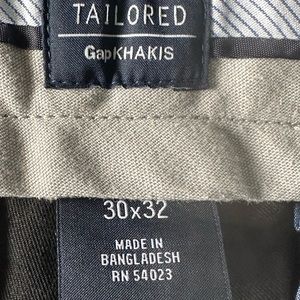 TAILORED
GapKHAKIS
30x32
MADE IN
BANGLADESH
RN 54023